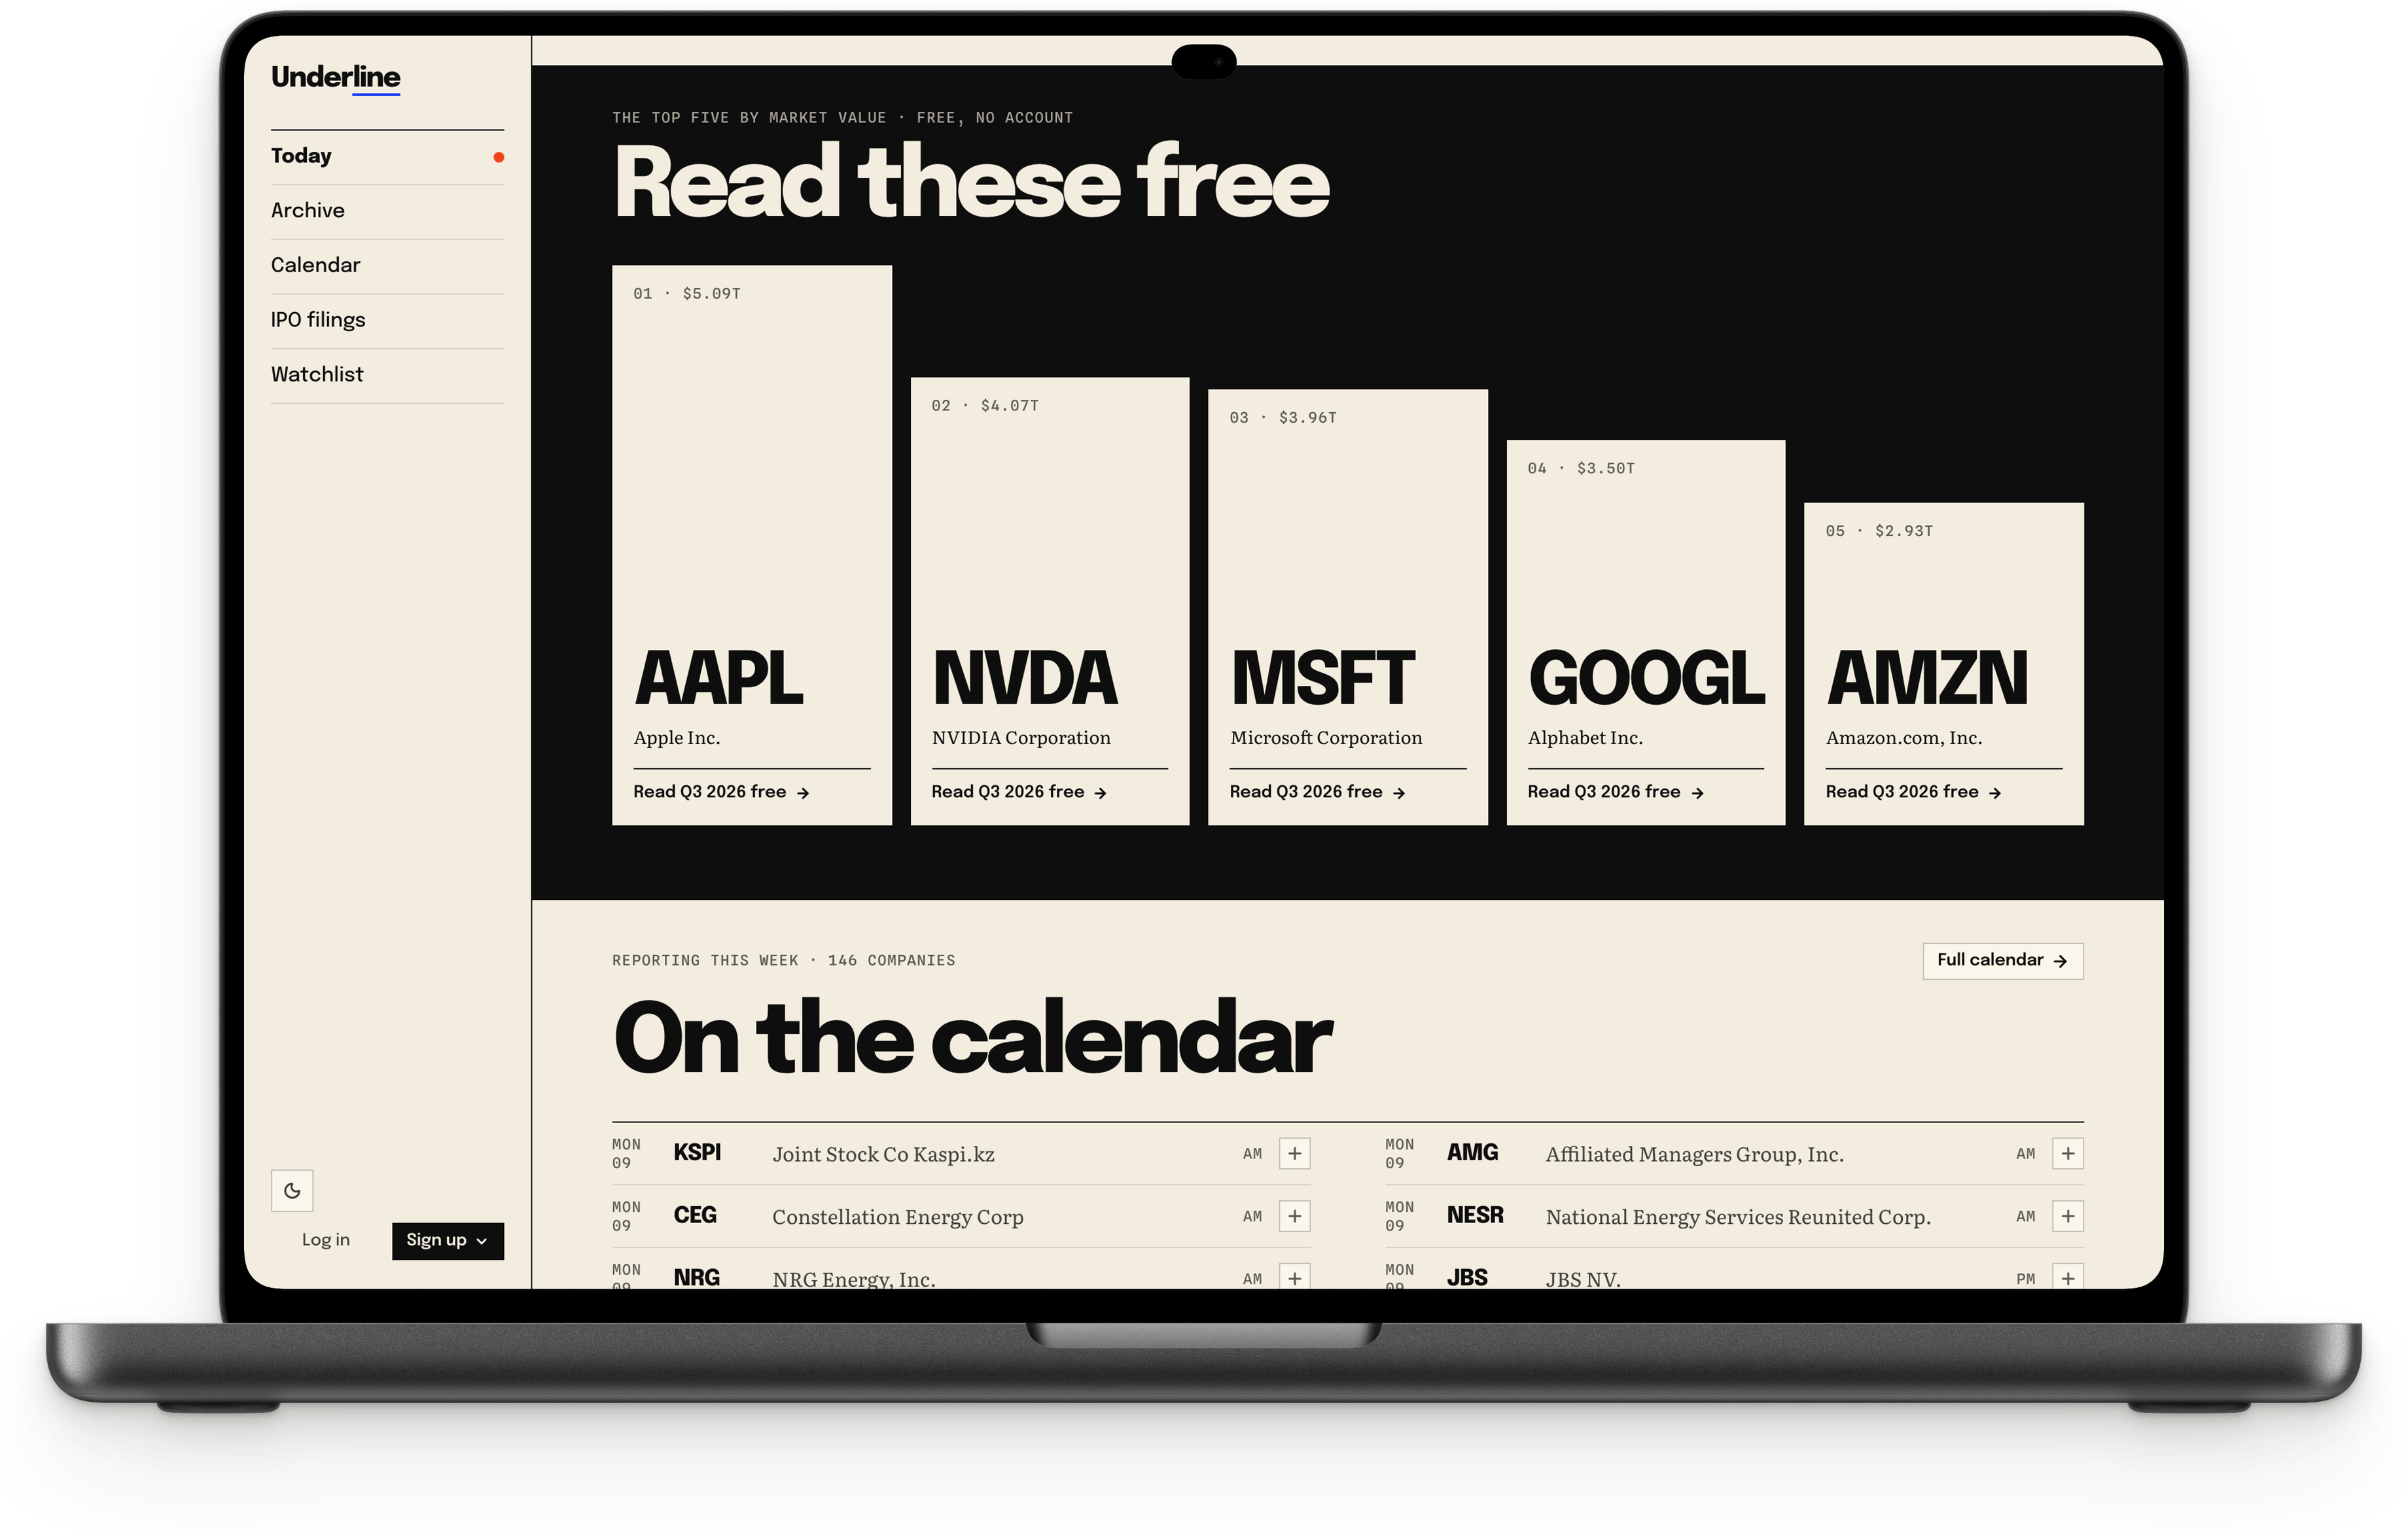 Underline
Today
Archive
Calendar
IPO filings
Watchlist
Log in
Sign up
THE TOP FIVE BY MARKET VALUE · FREE, NO ACCOUNT
Read these free
01 · $5.09T
AAPL
Apple Inc.
Read Q3 2026 free →
02 · $4.07T
NVDA
NVIDIA Corporation
Read Q3 2026 free →
03 · $3.96T
MSFT
Microsoft Corporation
Read Q3 2026 free →
04 · $3.50T
GOOGL
Alphabet Inc.
Read Q3 2026 free →
05 · $2.93T
AMZN
Amazon.com, Inc.
Read Q3 2026 free →
REPORTING THIS WEEK · 146 COMPANIES
Full calendar →
On the calendar
MON 09 KSPI Joint Stock Co Kaspi.kz AM +
MON 09 AMG Affiliated Managers Group, Inc. AM +
MON 09 CEG Constellation Energy Corp AM +
MON 09 NESR National Energy Services Reunited Corp. AM +
MON 09 NRG NRG Energy, Inc. AM +
MON 09 JBS JBS NV. PM +